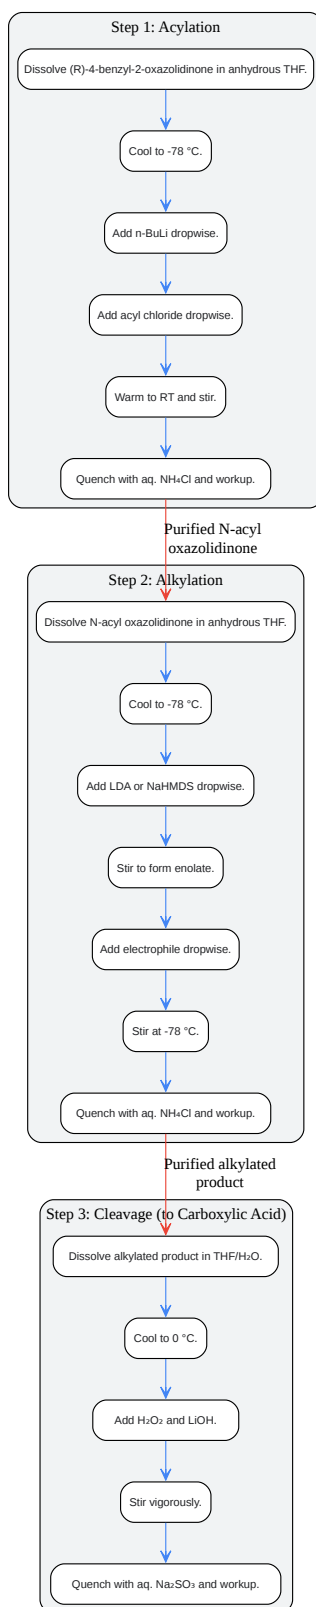 Step 1: Acylation
Dissolve (R)-4-benzyl-2-oxazolidinone in anhydrous THF.
Cool to -78 °C.
Add n-BuLi dropwise.
Add acyl chloride dropwise.
Warm to RT and stir.
Quench with aq. NH₄Cl and workup.
Purified N-acyl
oxazolidinone
Step 2: Alkylation
Dissolve N-acyl oxazolidinone in anhydrous THF.
Cool to -78 °C.
Add LDA or NaHMDS dropwise.
Stir to form enolate.
Add electrophile dropwise.
Stir at -78 °C.
Quench with aq. NH₄Cl and workup.
Purified alkylated
product
Step 3: Cleavage (to Carboxylic Acid)
Dissolve alkylated product in THF/H₂O.
Cool to 0 °C.
Add H₂O₂ and LiOH.
Stir vigorously.
Quench with aq. Na₂SO₃ and workup.